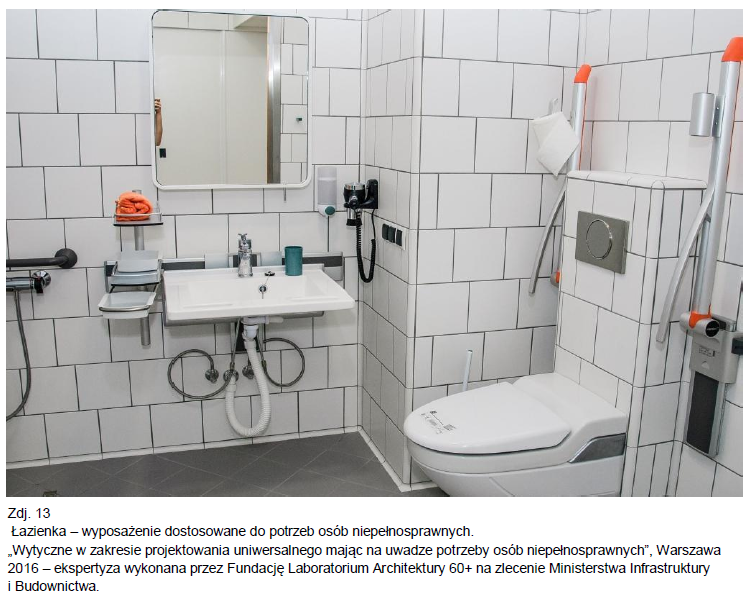 Zdj. 13
Łazienka – wyposażenie dostosowane do potrzeb osób niepełnosprawnych.
„Wytyczne w zakresie projektowania uniwersalnego mając na uwadze potrzeby osób niepełnosprawnych”, Warszawa
2016 – ekspertyza wykonana przez Fundację Laboratorium Architektury 60+ na zlecenie Ministerstwa Infrastruktury
i Budownictwa.